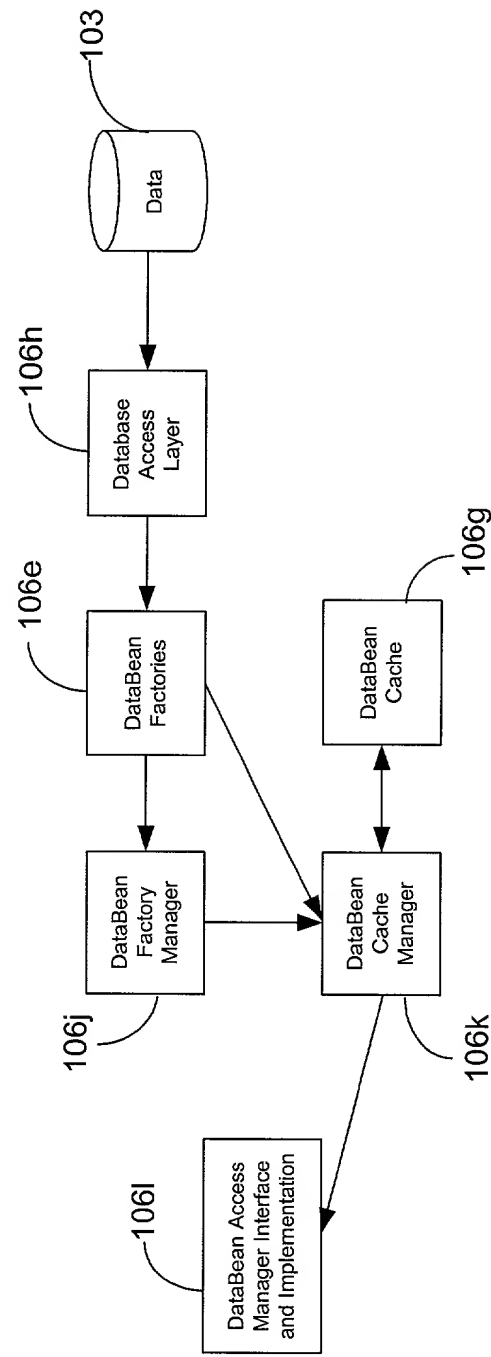 103
Data
106h
Database
Access
Layer
106e
DataBean
Factories
106j
DataBean
Factory
Manager
106g
DataBean
Cache
106k
DataBean
Cache
Manager
106l
DataBean Access
Manager Interface
and Implementation